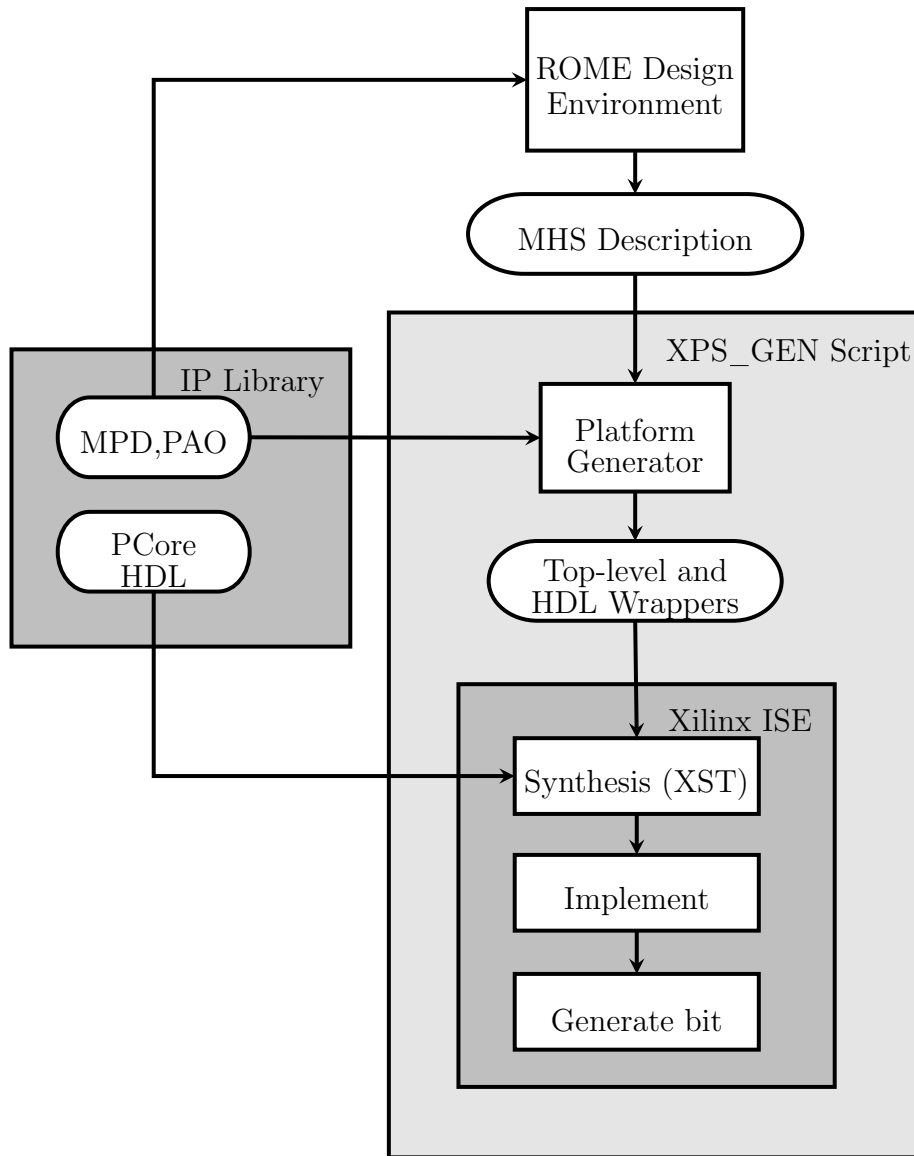 ROME Design
Environment
MHS Description
XPS_GEN Script
IP Library
MPD,PAO
Platform
Generator
PCore
HDL
Top-level and
HDL Wrappers
Xilinx ISE
Synthesis (XST)
Implement
Generate bit